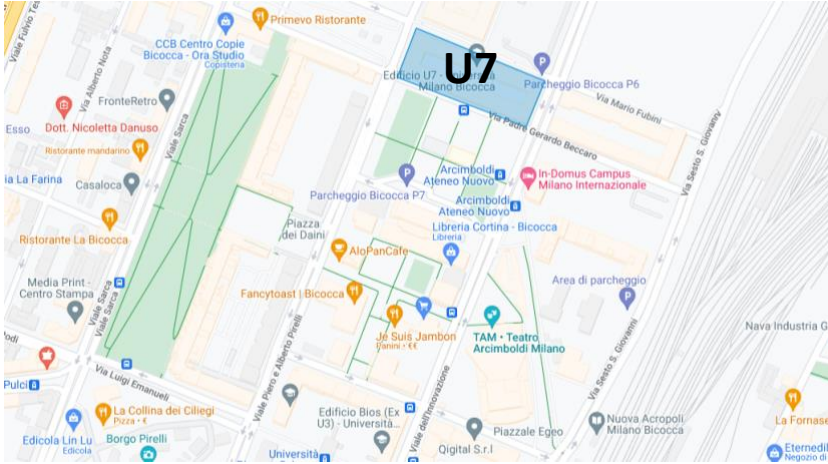 Viale Fulvio Tes
Primevo Ristorante
CCB Centro Copie
Bicocca - Ora Studio
Copisteria
U7
Edificio U7 -
Milano Bicocca
Parcheggio Bicocca P6
Via Alberto Nota
FrontéRetro
Via Mario Fubini
Via Padre Gerardo Beccaro
Esso
Dott. Nicoletta Danuso
Viale Sarca
Via Sesto S. Giovanni
Ristorante mandarino
ia La Farina
Casaloca
Arcimboldi
Ateneo Nuovo
In-Domus Campus
Milano Internazionale
Parcheggio Bicocca P7
Arcimboldi
Ateneo Nuovo
Ristorante La Bicocca
Piazza
dei Daini
Libreria Cortina - Bicocca
Libreria
AloPanCafè
Media Print -
Centro Stampa
Viale Sarca
Viale Sarca
Fancytoast | Bicocca
Area di parcheggio
Je Suis Jambon
Panini · €€
TAM • Teatro
Arcimboldi Milano
Nava Industria G
odi
Viale Piero e Alberto Pirelli
Via Sesto S. Giovanni
Pulci
Via Luigi Emanueli
Viale dell'Innovazione
La Collina dei Ciliegi
Pizza · €
Edificio Bios (Ex
U3) - Università...
Piazzale Egeo
Nuova Acropoli
Milano Bicocca
La Fornase
Edicola Lin Lu
Edicola
Borgo Pirelli
Università
Qigital S.r.l
Eternedil
Negozio di